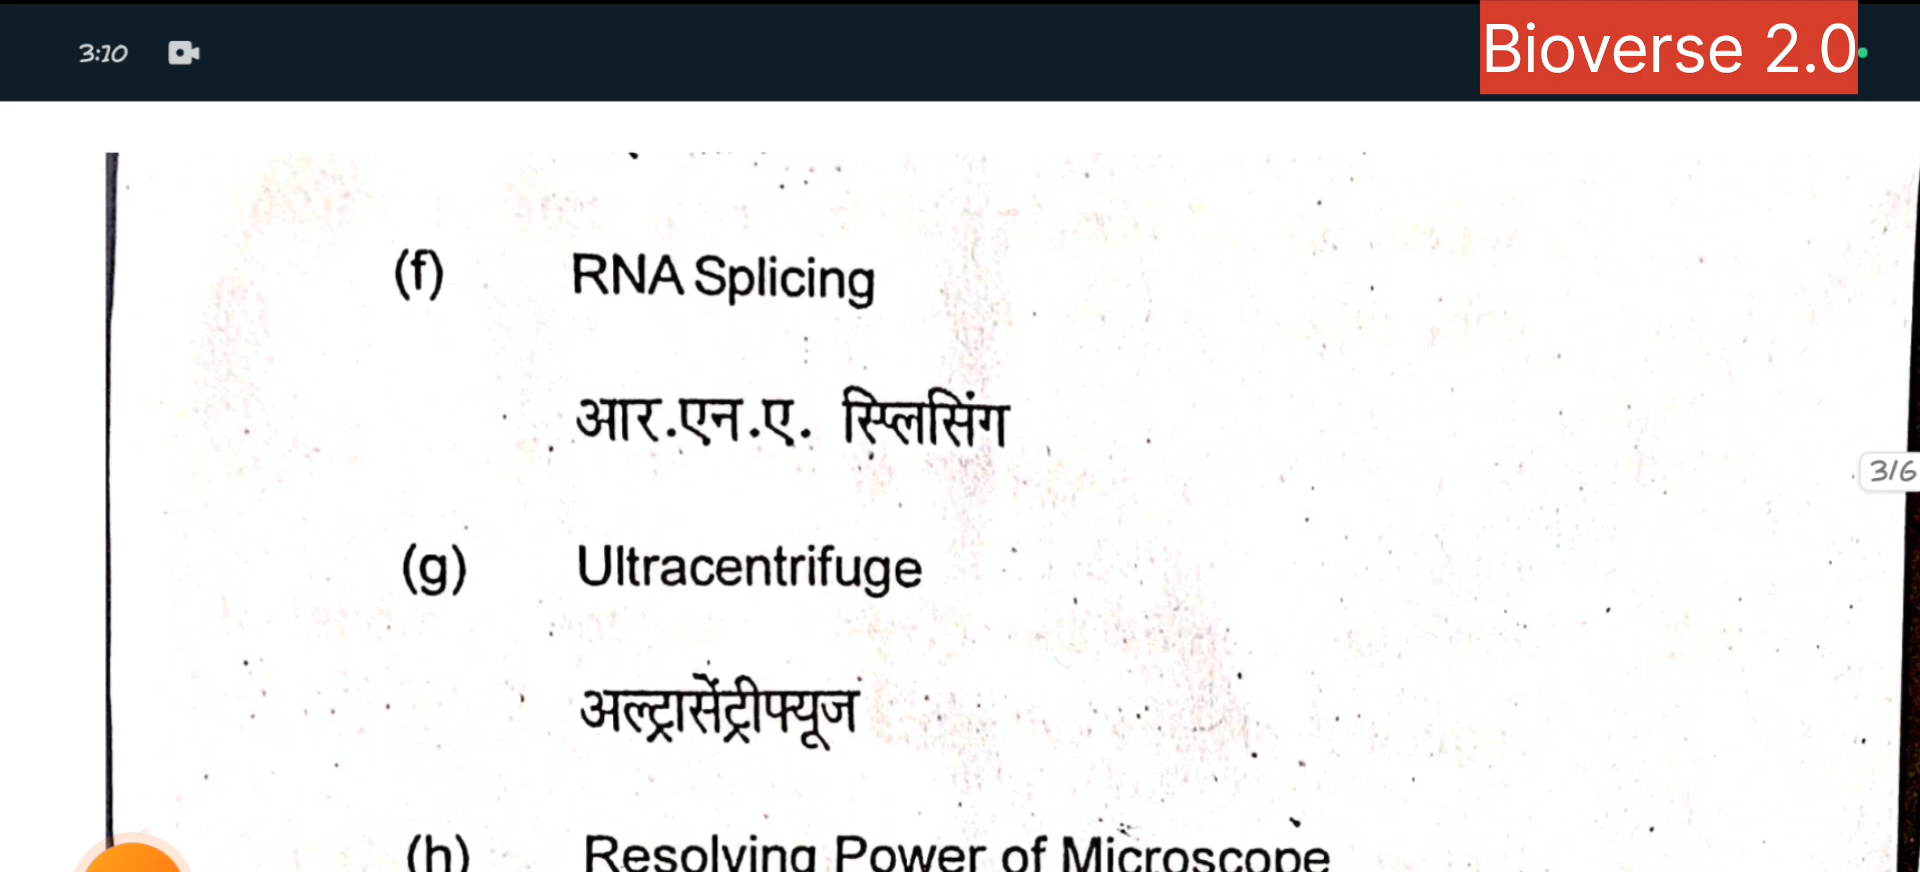 3:10
Bioverse 2.0
(f) RNA Splicing
आर.एन.ए. स्प्लिसिंग
3/6
(g) Ultracentrifuge
अल्ट्रासेंट्रीफ्यूज
(h) Resolving Power of Microscope